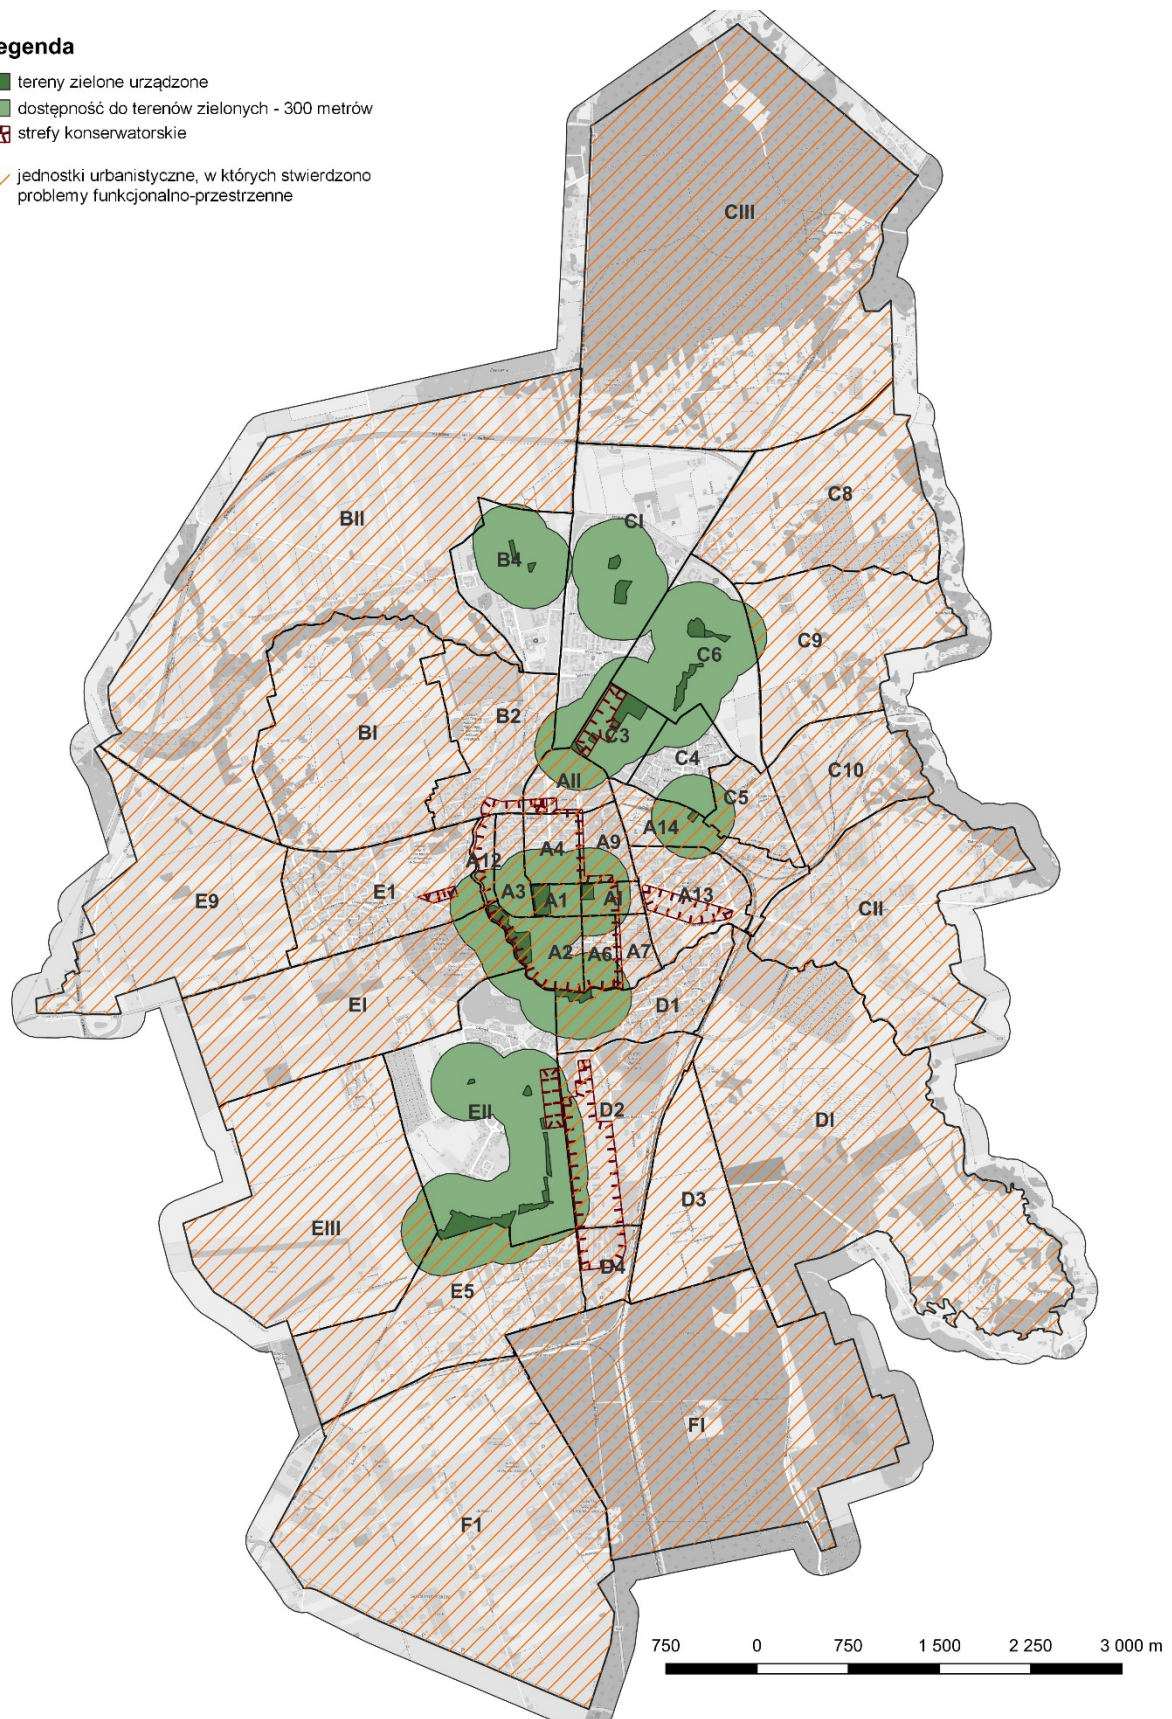 egenda
tereny zielone urządzone
dostępność do terenów zielonych - 300 metrów
strefy konserwatorskie
jednostki urbanistyczne, w których stwierdzono
problemy funkcjonalno-przestrzenne
CIII
C8
BII
CI
B4
C9
C6
B2
BI
C3
C4
C10
AII
C5
A14
A9
A4
A12
A3
A1
AI
A13
E1
E9
CII
A2
A6
A7
EI
D1
EII
D2
DI
D3
EIII
D4
E5
FI
F1
750 0 750 1 500 2 250 3 000 m